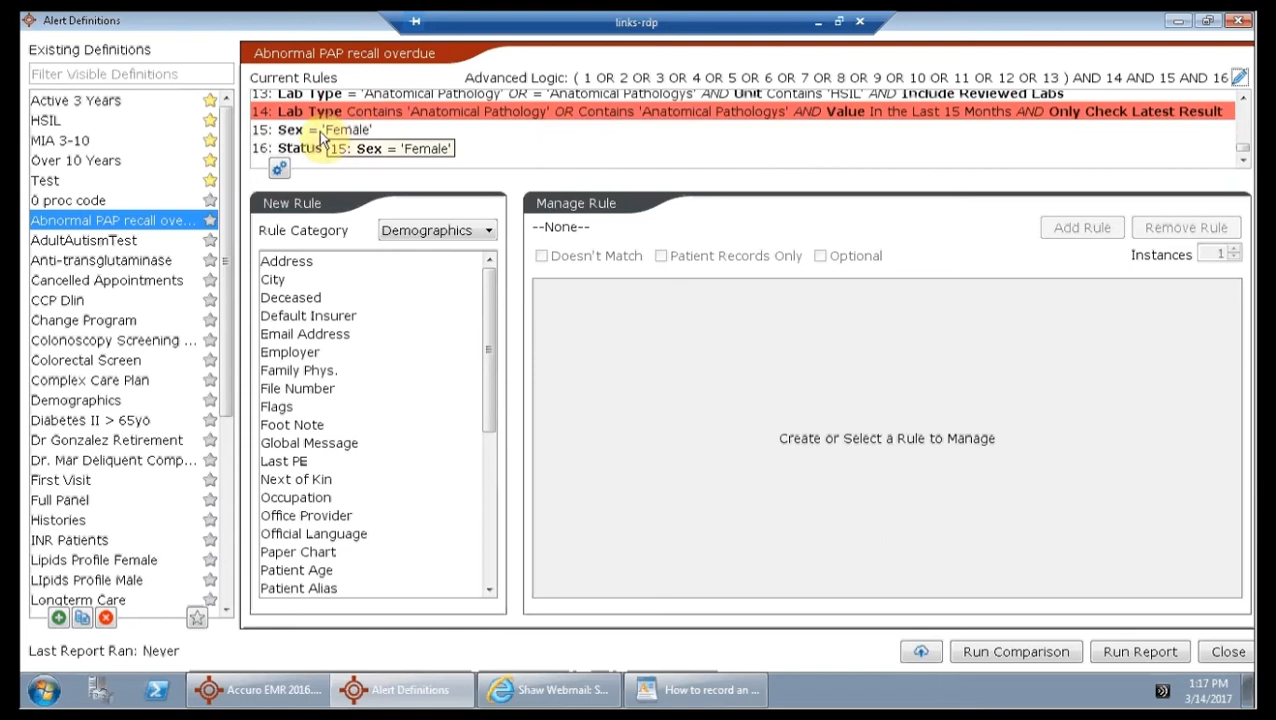 Alert Definitions
links-rdp
Existing Definitions
Filter Visible Definitions
Active 3 Years
HSIL
MIA 3-10
Over 10 Years
Test
0 proc code
Abnormal PAP recall ove...
AdultAutismTest
Anti-transglutaminase
Cancelled Appointments
CCP Dlin
Change Program
Colonoscopy Screening ...
Colorectal Screen
Complex Care Plan
Demographics
Diabetes II > 65yo
Dr Gonzalez Retirement
Dr. Mar Deliquent Comp...
First Visit
Full Panel
Histories
INR Patients
Lipids Profile Female
LIpids Profile Male
Longterm Care
Last Report Ran: Never
Abnormal PAP recall overdue
Current Rules
Advanced Logic: ( 1 OR 2 OR 3 OR 4 OR 5 OR 6 OR 7 OR 8 OR 9 OR 10 OR 11 OR 12 OR 13 ) AND 14 AND 15 AND 16
13: Lab Type = 'Anatomical Pathology' OR = 'Anatomical Pathologys' AND Unit Contains 'HSIL' AND Include Reviewed Labs
14: Lab Type Contains 'Anatomical Pathology' OR Contains 'Anatomical Pathologys' AND Value In the Last 15 Months AND Only Check Latest Result
15: Sex = 'Female'
16: Status
15: Sex = 'Female'
New Rule
Rule Category
Demographics
Address
City
Deceased
Default Insurer
Email Address
Employer
Family Phys.
File Number
Flags
Foot Note
Global Message
Last PE
Next of Kin
Occupation
Office Provider
Official Language
Paper Chart
Patient Age
Patient Alias
Manage Rule
--None--
Add Rule
Remove Rule
Doesn't Match
Patient Records Only
Optional
Instances
1
Create or Select a Rule to Manage
Run Comparison
Run Report
Close
Accuro EMR 2016....
Alert Definitions
Shaw Webmail: S...
How to record an ...
1:17 PM
3/14/2017